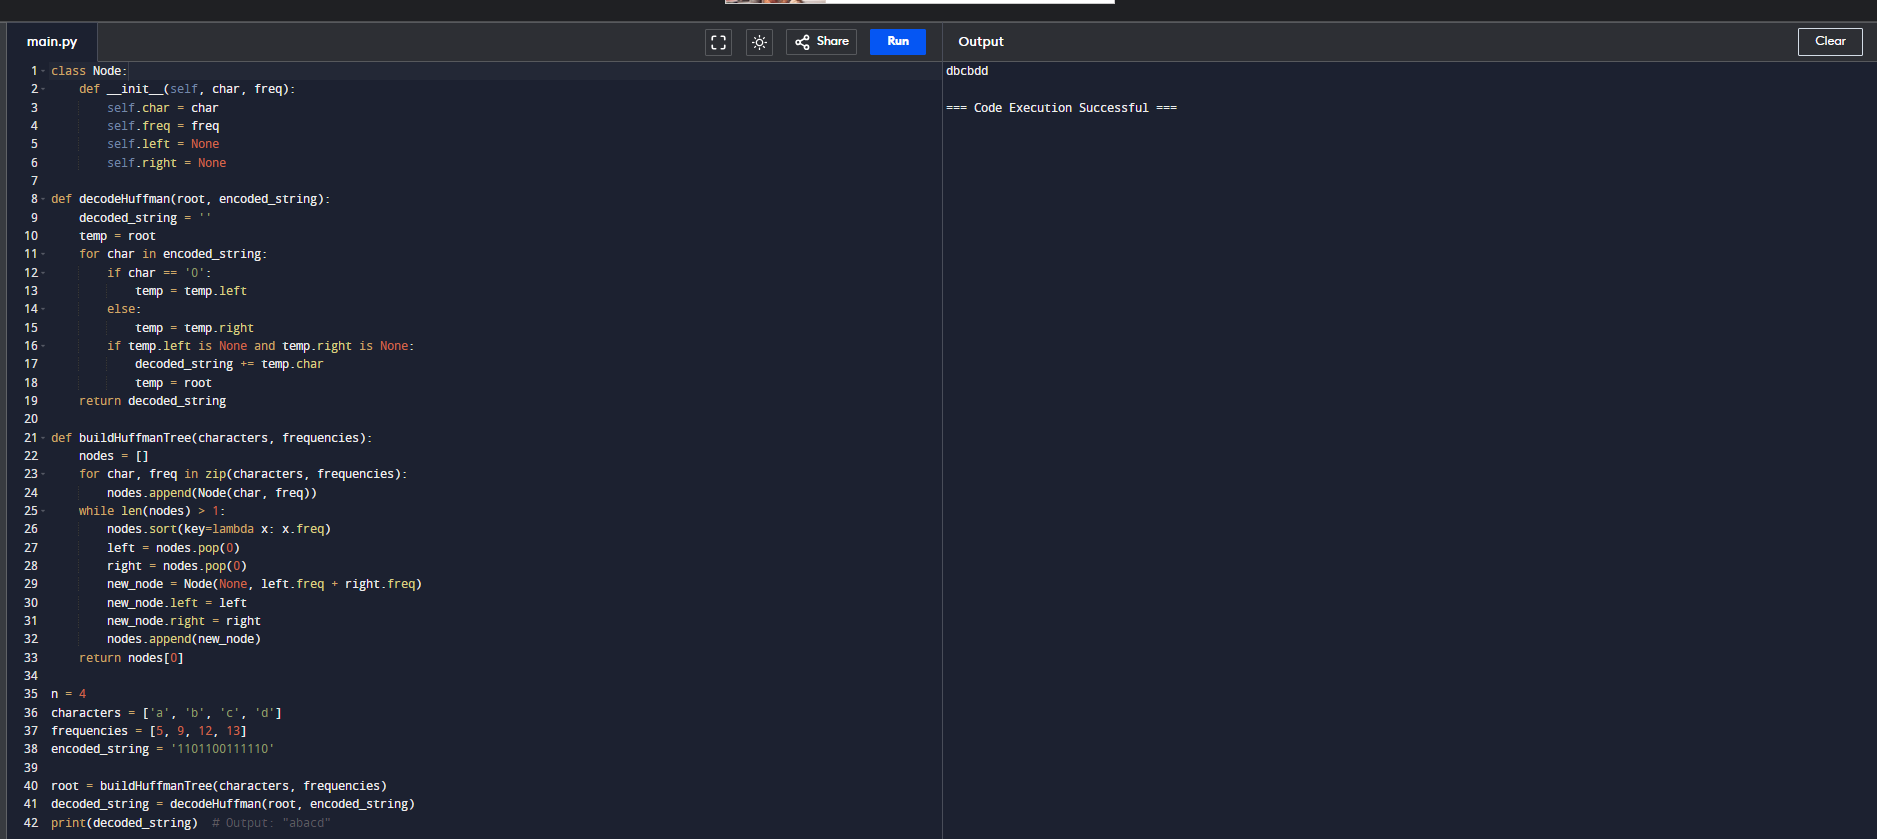 main.py
Share
Run
Output
Clear
1 class Node:
2     def __init__(self, char, freq):
3         self.char = char
4         self.freq = freq
5         self.left = None
6         self.right = None
7
8 def decodeHuffman(root, encoded_string):
9     decoded_string = ''
10     temp = root
11     for char in encoded_string:
12         if char == '0':
13             temp = temp.left
14         else:
15             temp = temp.right
16         if temp.left is None and temp.right is None:
17             decoded_string += temp.char
18             temp = root
19     return decoded_string
20
21 def buildHuffmanTree(characters, frequencies):
22     nodes = []
23     for char, freq in zip(characters, frequencies):
24         nodes.append(Node(char, freq))
25     while len(nodes) > 1:
26         nodes.sort(key=lambda x: x.freq)
27         left = nodes.pop(0)
28         right = nodes.pop(0)
29         new_node = Node(None, left.freq + right.freq)
30         new_node.left = left
31         new_node.right = right
32         nodes.append(new_node)
33     return nodes[0]
34
35 n = 4
36 characters = ['a', 'b', 'c', 'd']
37 frequencies = [5, 9, 12, 13]
38 encoded_string = '1101100111110'
39
40 root = buildHuffmanTree(characters, frequencies)
41 decoded_string = decodeHuffman(root, encoded_string)
42 print(decoded_string)  # Output: "abacd"
dbcbdd
=== Code Execution Successful ===